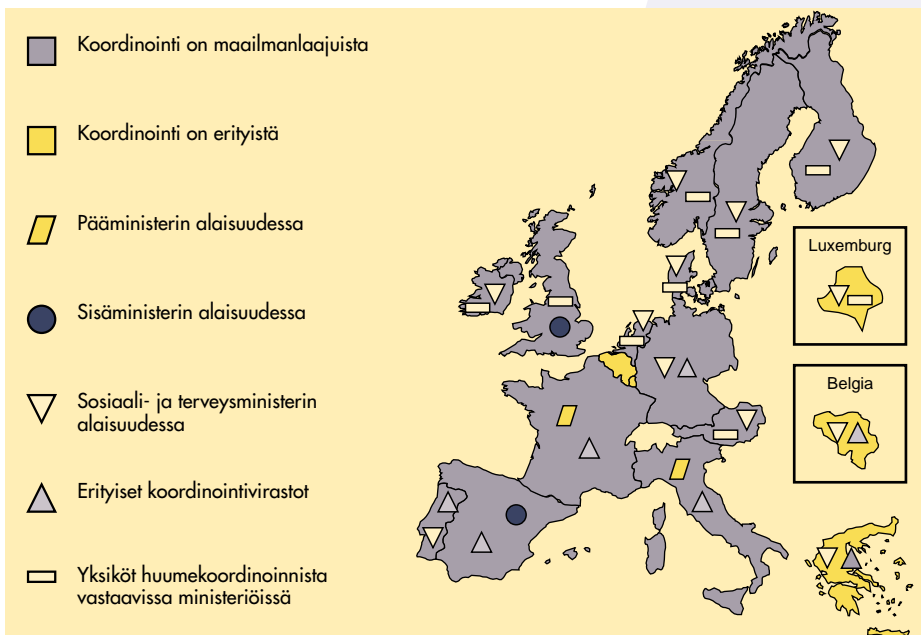 Koordinointi on maailmanlaajuista
Koordinointi on erityistä
Pääministerin alaisuudessa
Sisäministerin alaisuudessa
Sosiaali- ja terveysministerin
alaisuudessa
Erityiset koordinointivirastot
Yksiköt huumekoordinoinnista
vastaavissa ministeriöissä
Luxemburg
Belgia